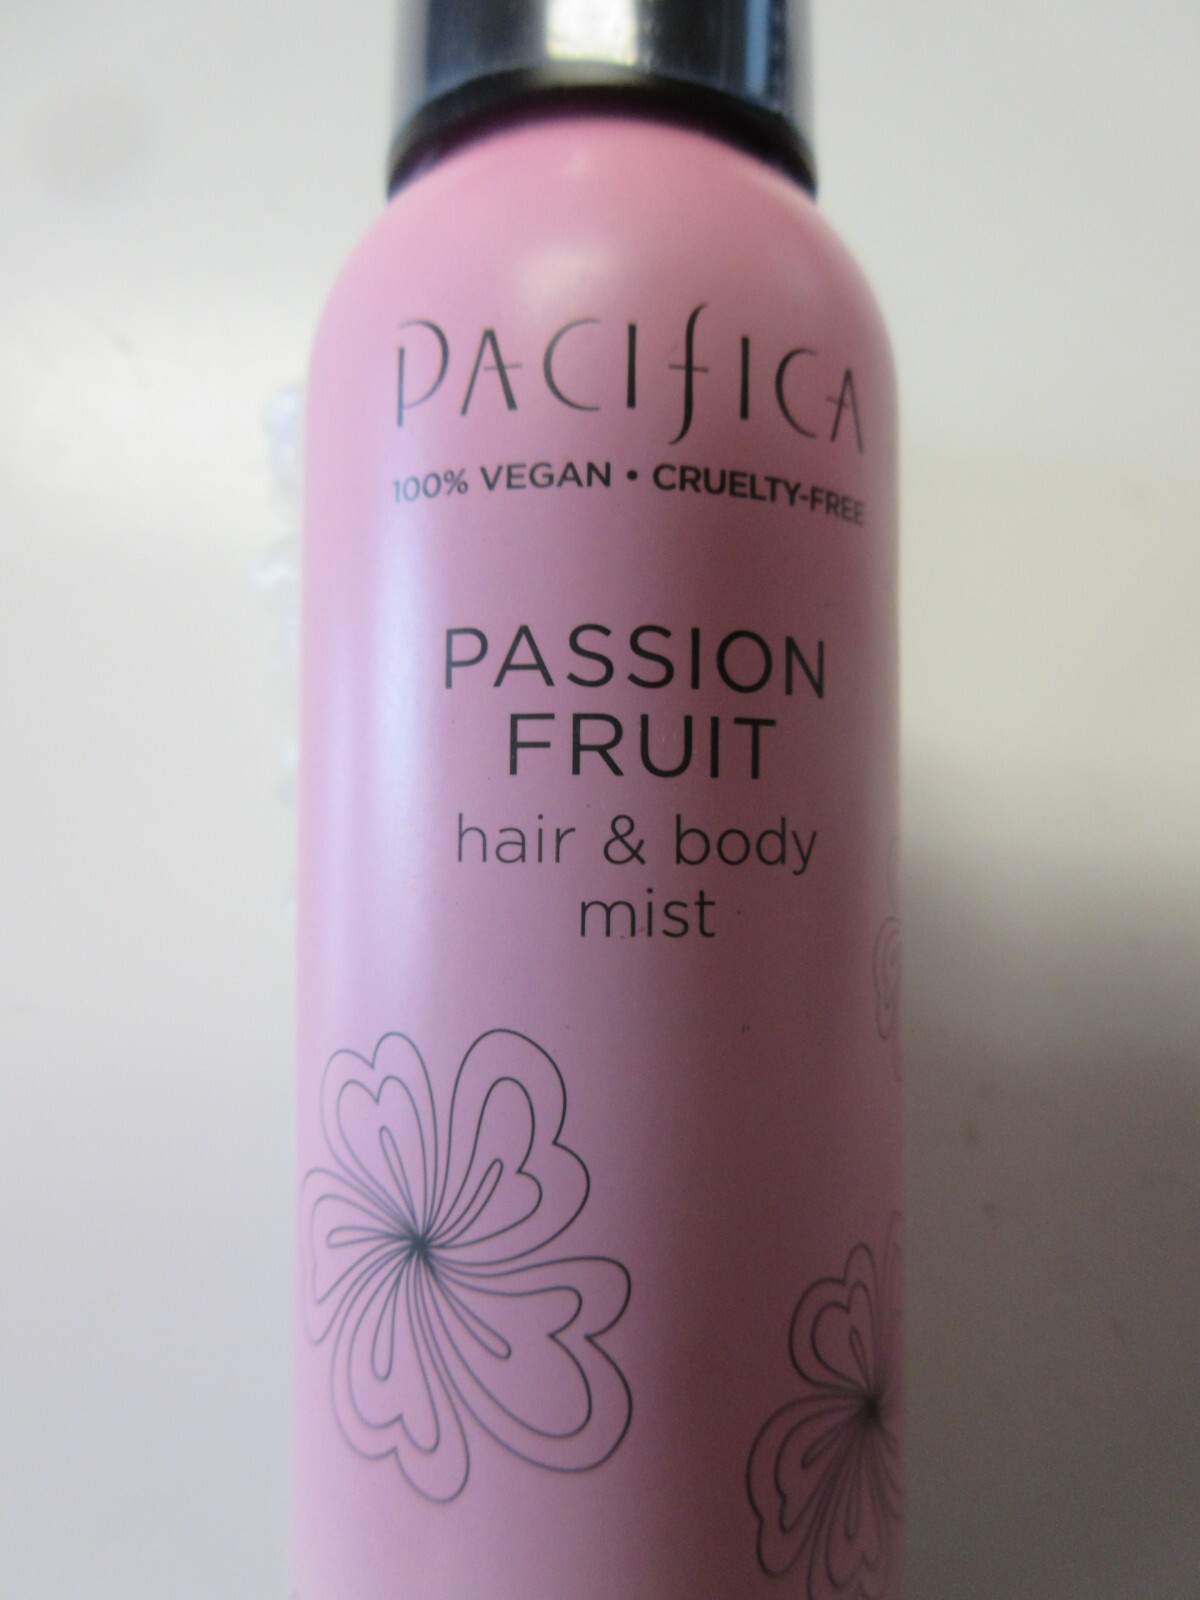 PACIFICA
100% VEGAN • CRUELTY-FREE
PASSION
FRUIT
hair & body
mist